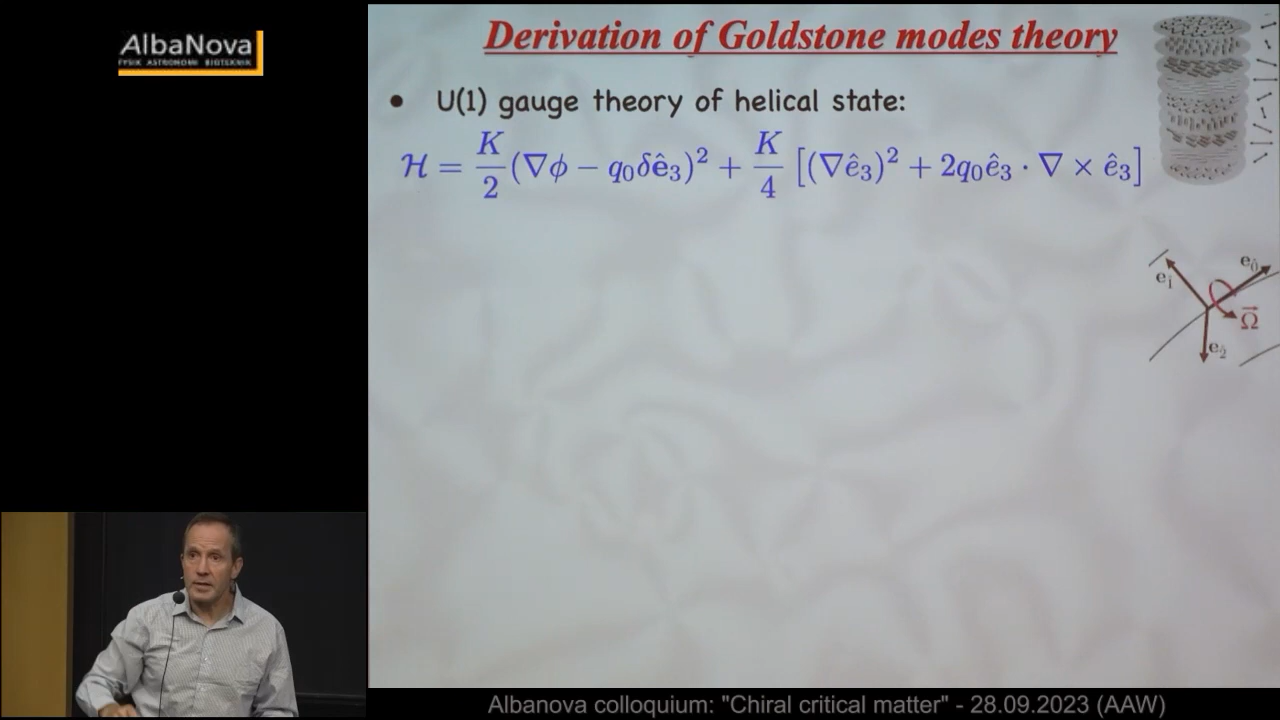 AlbaNova
FYSIK ASTRONOMI BIOTEKNIK
Derivation of Goldstone modes theory
• U(1) gauge theory of helical state:
ℋ = K/2 (∇ϕ − q₀δê₃)² + K/4 [(∇ê₃)² + 2q₀ê₃ · ∇ × ê₃]
e₀̂
e₁̂
Ω⃗
e₂̂
Albanova colloquium: "Chiral critical matter" - 28.09.2023 (AAW)